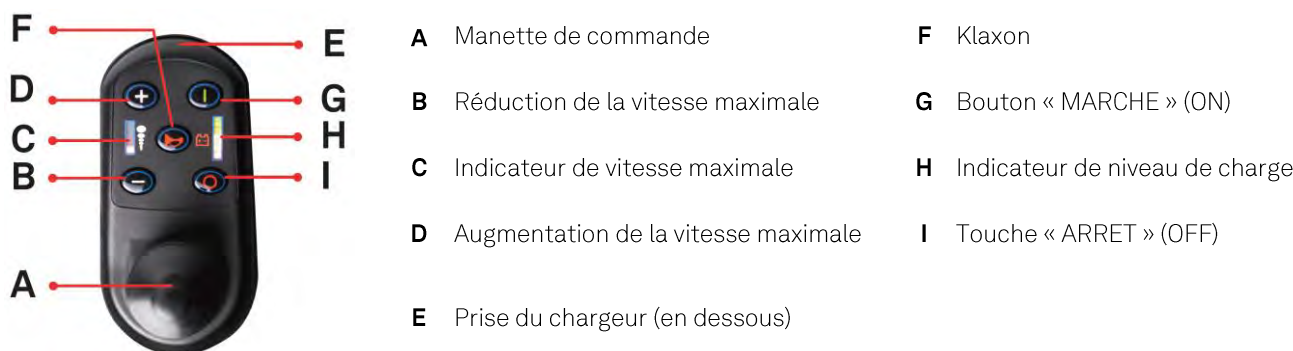 F
E
D
G
C
H
B
I
A
A Manette de commande
B Réduction de la vitesse maximale
C Indicateur de vitesse maximale
D Augmentation de la vitesse maximale
E Prise du chargeur (en dessous)
F Klaxon
G Bouton « MARCHE » (ON)
H Indicateur de niveau de charge
I Touche « ARRET » (OFF)